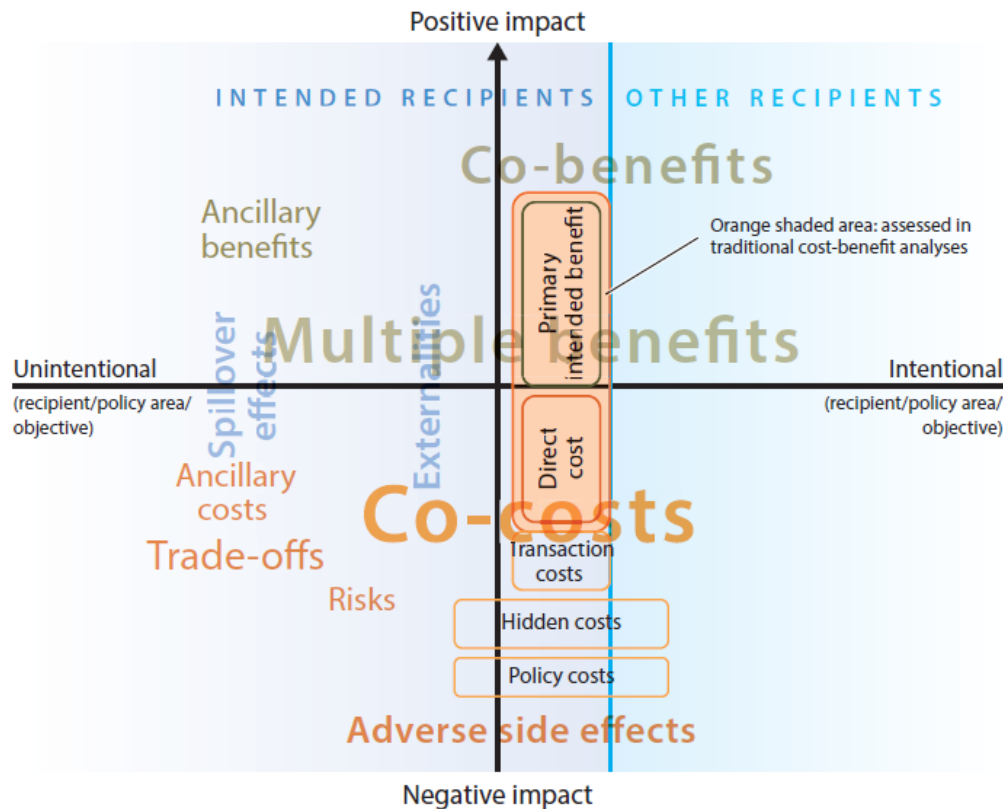 Positive impact
INTENDED RECIPIENTS
OTHER RECIPIENTS
Co-benefits
Ancillary
benefits
Primary
intended benefit
Orange shaded area: assessed in
traditional cost-benefit analyses
Multiple benefits
Spillover
effects
Externalities
Unintentional
(recipient/policy area/
objective)
Intentional
(recipient/policy area/
objective)
Direct
cost
Ancillary
costs
Co-costs
Trade-offs
Transaction
costs
Risks
Hidden costs
Policy costs
Adverse side effects
Negative impact